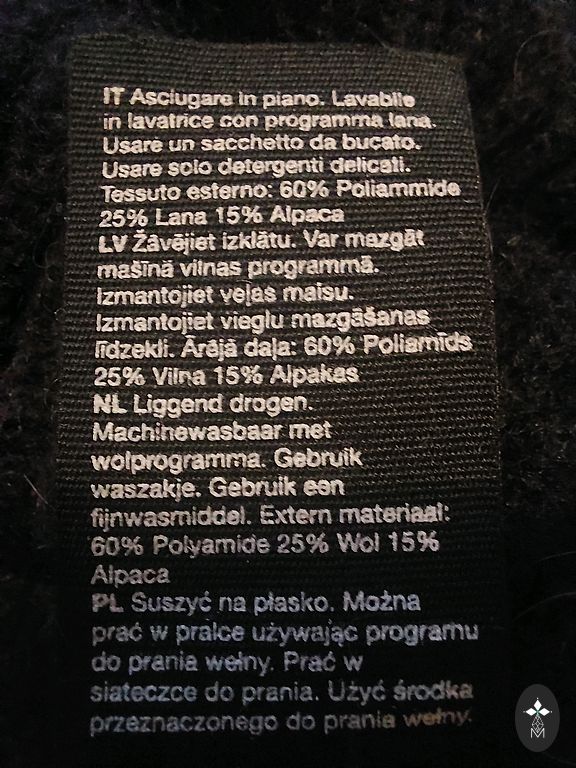 IT Asciugare in piano. Lavabile
in lavatrice con programma lana.
Usare un sacchetto da bucato.
Usare solo detergenti delicati.
Tessuto esterno: 60% Poliammide
25% Lana 15% Alpaca
LV Žāvējiet izklātu. Var mazgāt
mašīnā vilnas programmā.
Izmantojiet veļas maisu.
Izmantojiet vieglu mazgāšanas
līdzekli. Ārējā daļa: 60% Poliamīds
25% Vilna 15% Alpakas
NL Liggend drogen.
Machinewasbaar met
wolprogramma. Gebruik
waszakje. Gebruik een
fijnwasmiddel. Extern materiaal:
60% Polyamide 25% Wol 15%
Alpaca
PL Suszyć na płasko. Można
prać w pralce używając programu
do prania wełny. Prać w
siateczce do prania. Użyć środka
przeznaczonego do prania wełny.
M